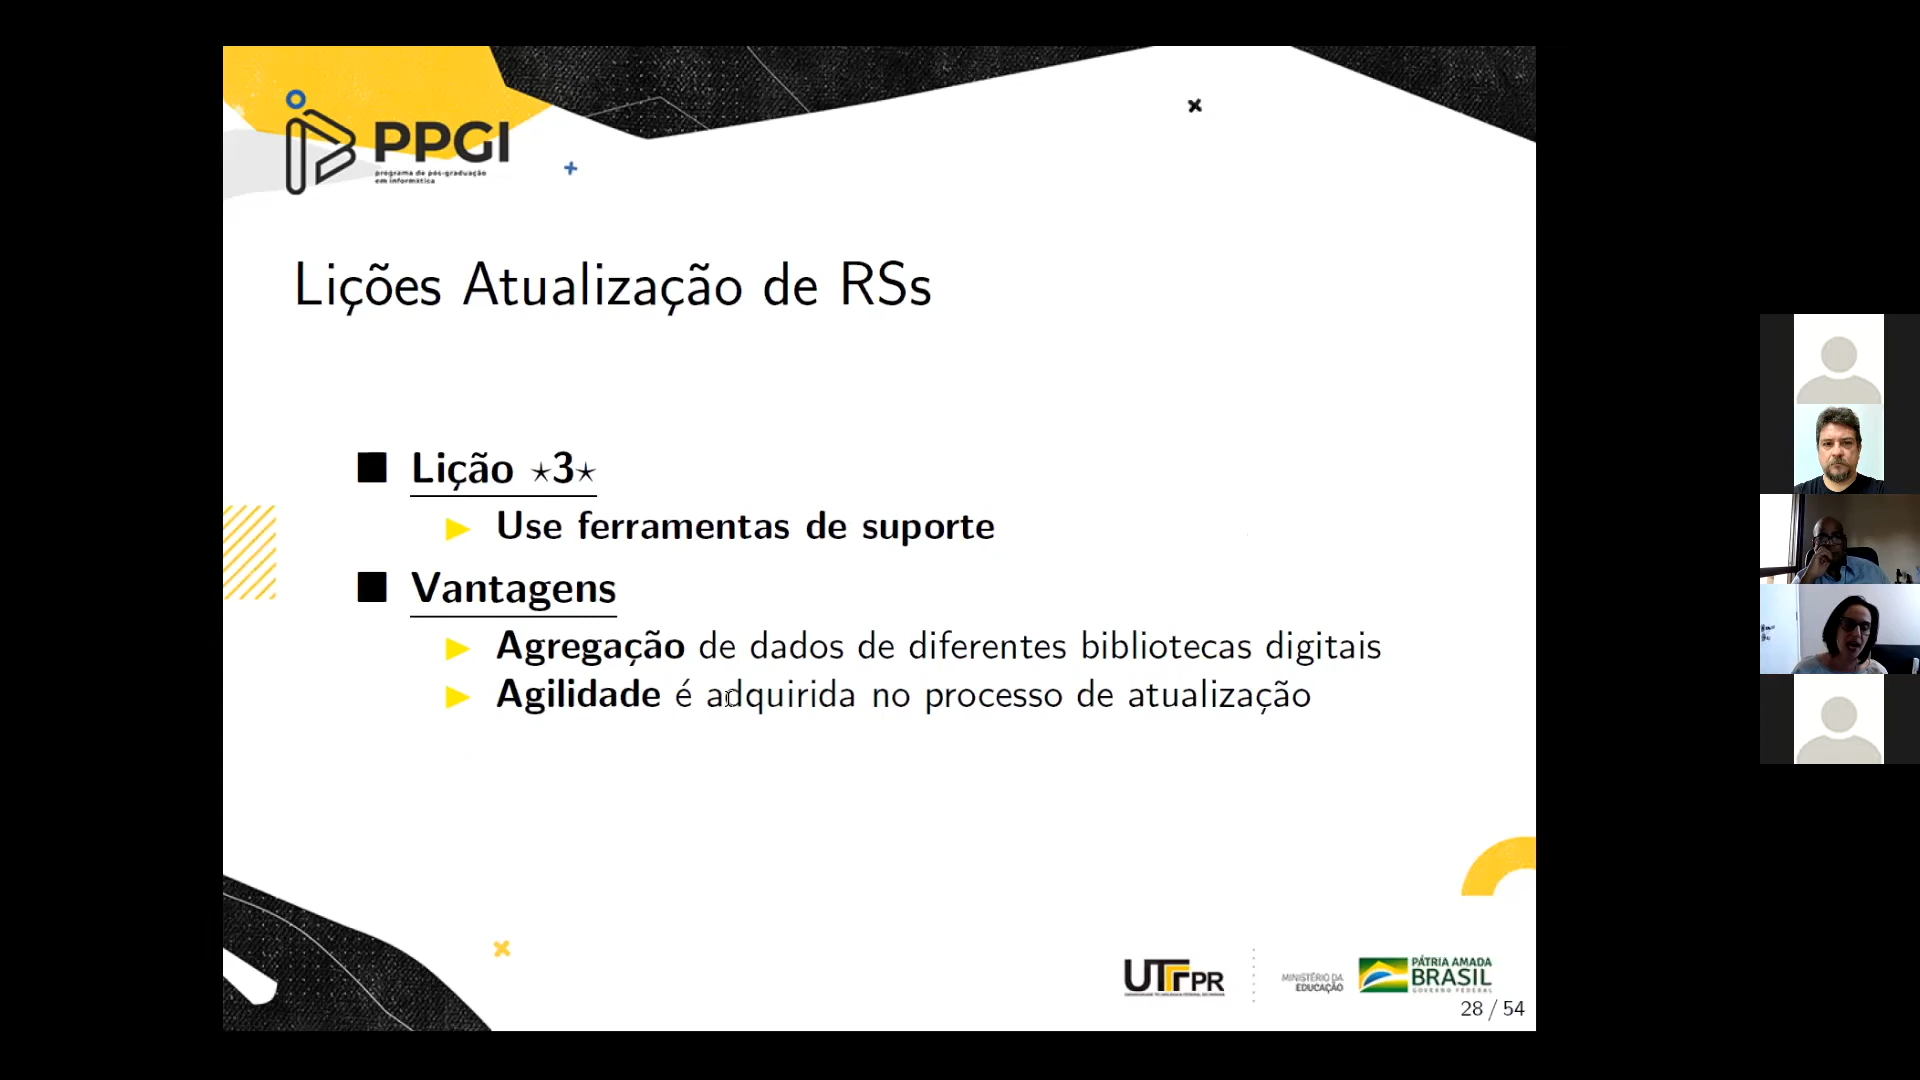 PPGI
programa de pós-graduação
em informática
Lições Atualização de RSs
Lição ⋆3⋆
Use ferramentas de suporte
Vantagens
Agregação de dados de diferentes bibliotecas digitais
Agilidade é adquirida no processo de atualização
UTFPR
MINISTÉRIO DA
EDUCAÇÃO
PÁTRIA AMADA
BRASIL
GOVERNO FEDERAL
28 / 54